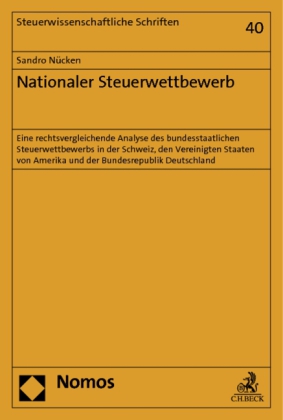 Steuerwissenschaftliche Schriften
40
Sandro Nücken
Nationaler Steuerwettbewerb
Eine rechtsvergleichende Analyse des bundesstaatlichen
Steuerwettbewerbs in der Schweiz, den Vereinigten Staaten
von Amerika und der Bundesrepublik Deutschland
Nomos
C.H.BECK